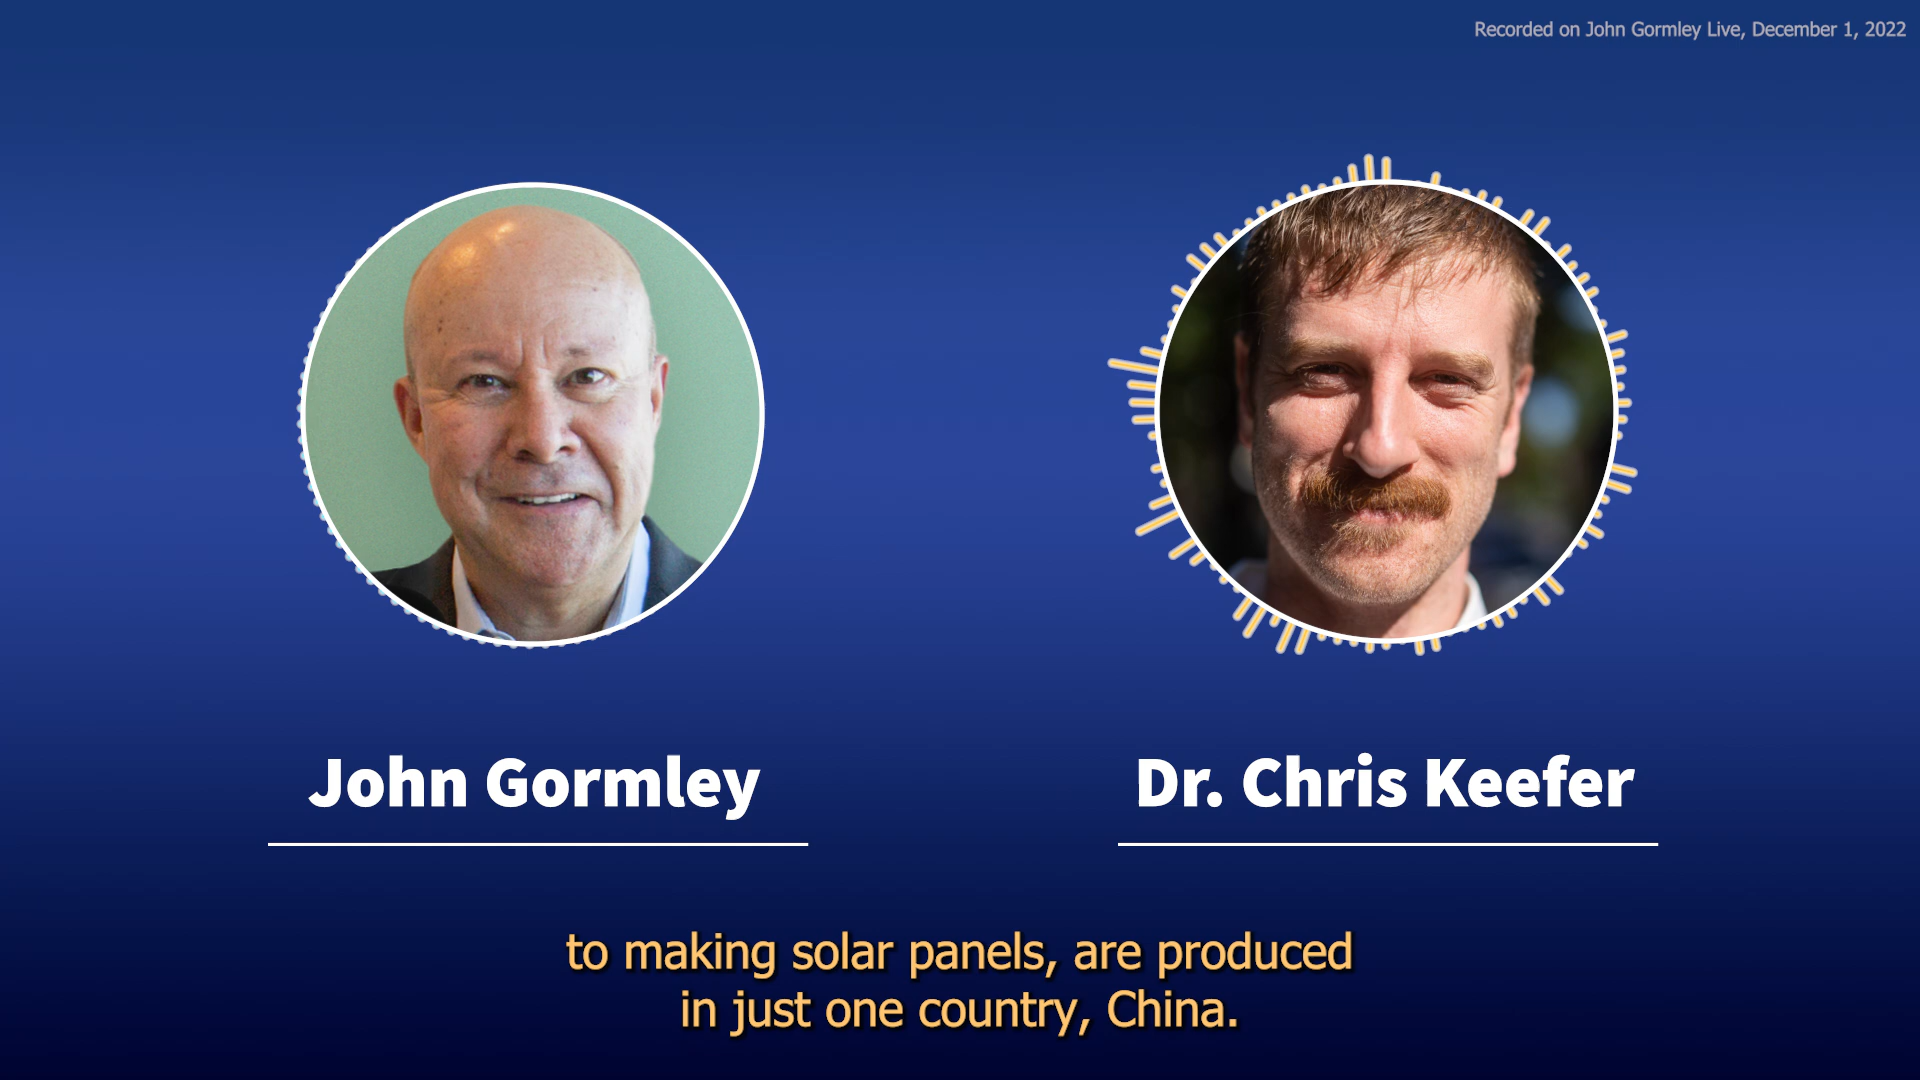 Recorded on John Gormley Live, December 1, 2022
John Gormley
Dr. Chris Keefer
to making solar panels, are produced
in just one country, China.